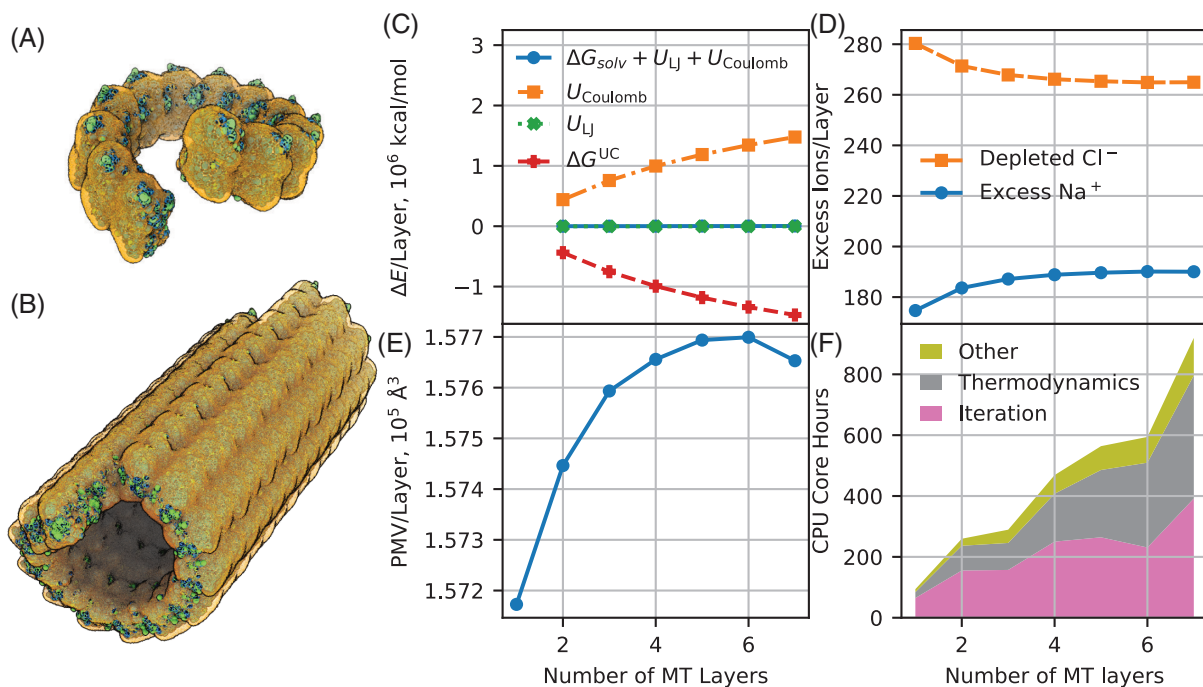 (A)
(B)
(C)
ΔE/Layer, 10⁶ kcal/mol
3
2
1
0
−1
ΔG_solv + U_LJ + U_Coulomb
U_Coulomb
U_LJ
ΔG^UC
(D)
Excess Ions/Layer
280
260
240
220
200
180
Depleted Cl⁻
Excess Na⁺
(E)
PMV/Layer, 10⁵ Å³
1.577
1.576
1.575
1.574
1.573
1.572
2 4 6
Number of MT Layers
(F)
CPU Core Hours
800
600
400
200
0
Other
Thermodynamics
Iteration
2 4 6
Number of MT layers